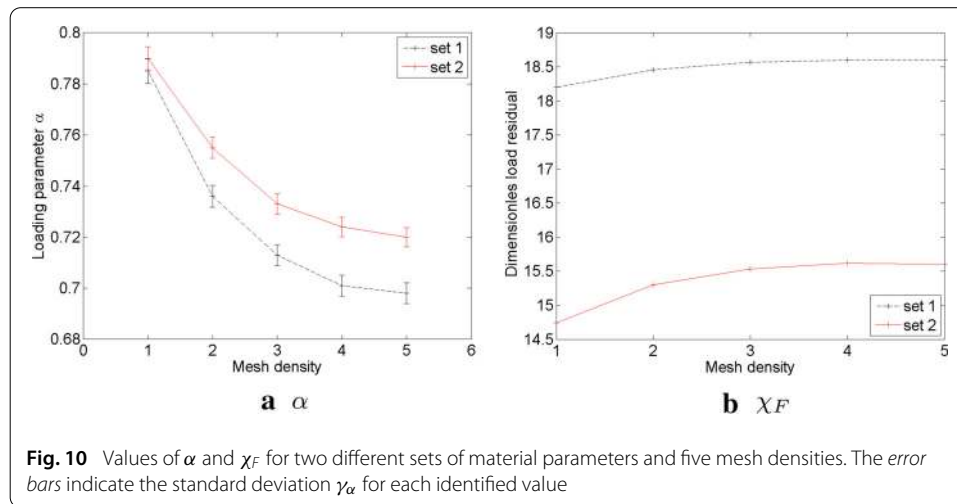 0.8
0.78
0.76
0.74
0.72
0.7
0.68
Loading parameter α
0 1 2 3 4 5 6
Mesh density
set 1
set 2
a α
19
18.5
18
17.5
17
16.5
16
15.5
15
14.5
Dimensionles load residual
1 2 3 4 5
Mesh density
set 1
set 2
b χF
Fig. 10 Values of α and χF for two different sets of material parameters and five mesh densities. The error
bars indicate the standard deviation γα for each identified value